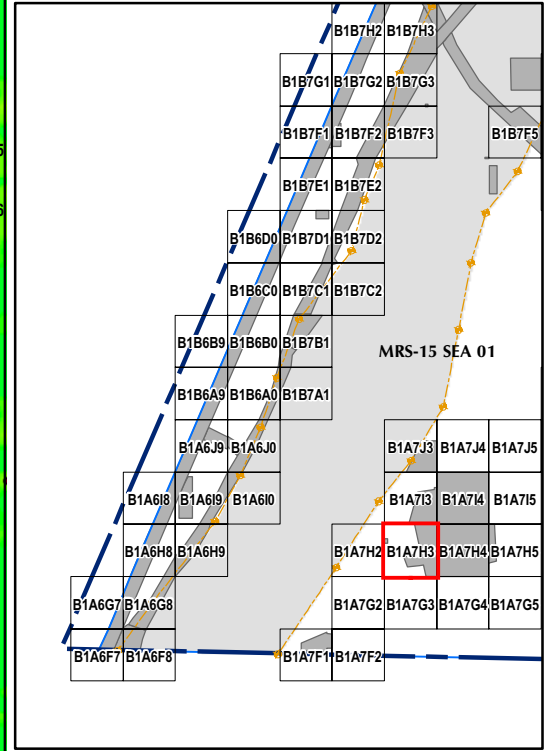 B1B7H2 B1B7H3
B1B7G1 B1B7G2 B1B7G3
B1B7F1 B1B7F2 B1B7F3 B1B7F5
B1B7E1 B1B7E2
B1B6D0 B1B7D1 B1B7D2
B1B6C0 B1B7C1 B1B7C2
B1B6B9 B1B6B0 B1B7B1
MRS-15 SEA 01
B1B6A9 B1B6A0 B1B7A1
B1A6J9 B1A6J0 B1A7J3 B1A7J4 B1A7J5
B1A6I8 B1A6I9 B1A6I0 B1A7I3 B1A7I4 B1A7I5
B1A6H8 B1A6H9 B1A7H2 B1A7H3 B1A7H4 B1A7H5
B1A6G7 B1A6G8 B1A7G2 B1A7G3 B1A7G4 B1A7G5
B1A6F7 B1A6F8 B1A7F1 B1A7F2